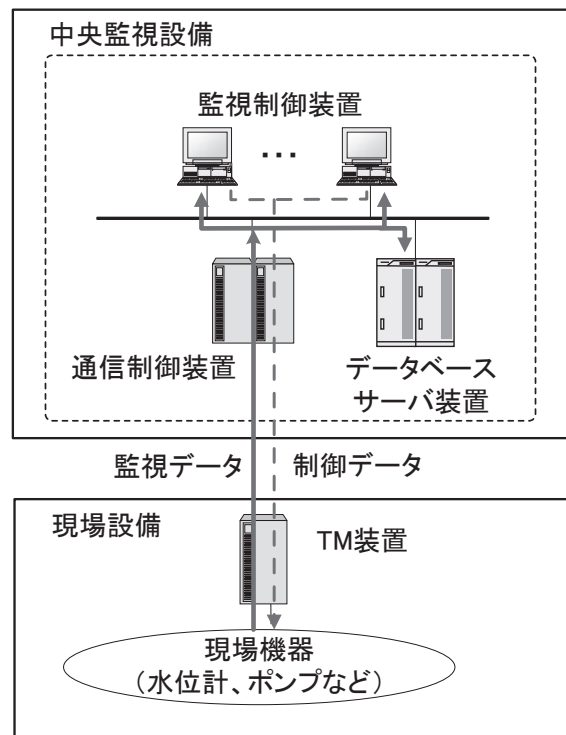 中央監視設備
監視制御装置
…
通信制御装置
データベース
サーバ装置
監視データ
制御データ
現場設備
TM装置
現場機器
（水位計、ポンプなど）